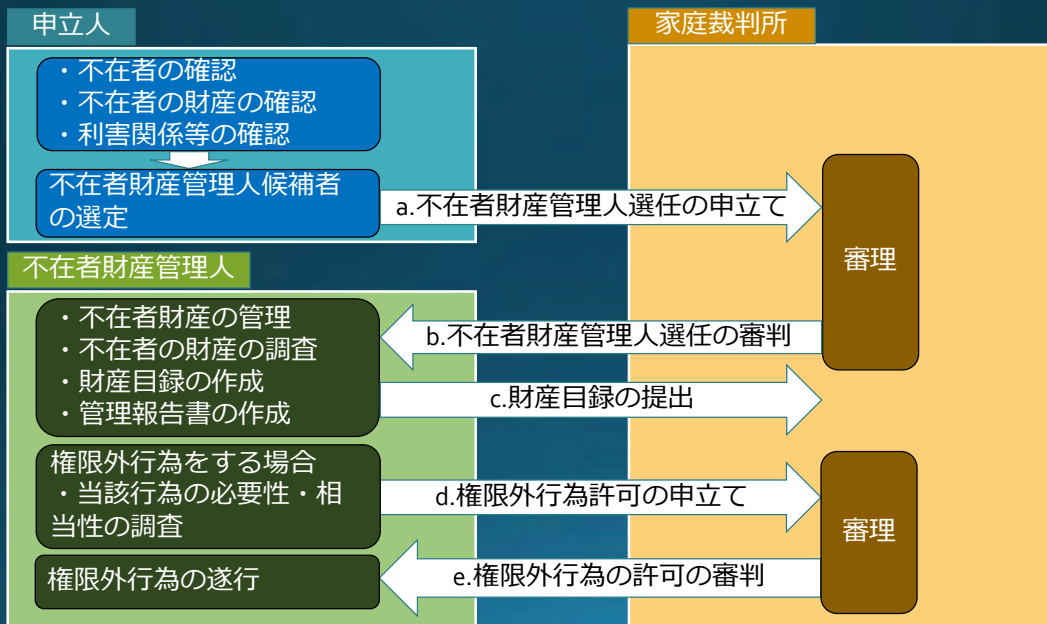 申立人
家庭裁判所
・不在者の確認
・不在者の財産の確認
・利害関係等の確認
不在者財産管理人候補者
の選定
a.不在者財産管理人選任の申立て
審理
不在者財産管理人
・不在者財産の管理
・不在者の財産の調査
・財産目録の作成
・管理報告書の作成
b.不在者財産管理人選任の審判
c.財産目録の提出
権限外行為をする場合
・当該行為の必要性・相
当性の調査
d.権限外行為許可の申立て
審理
e.権限外行為の許可の審判
権限外行為の遂行